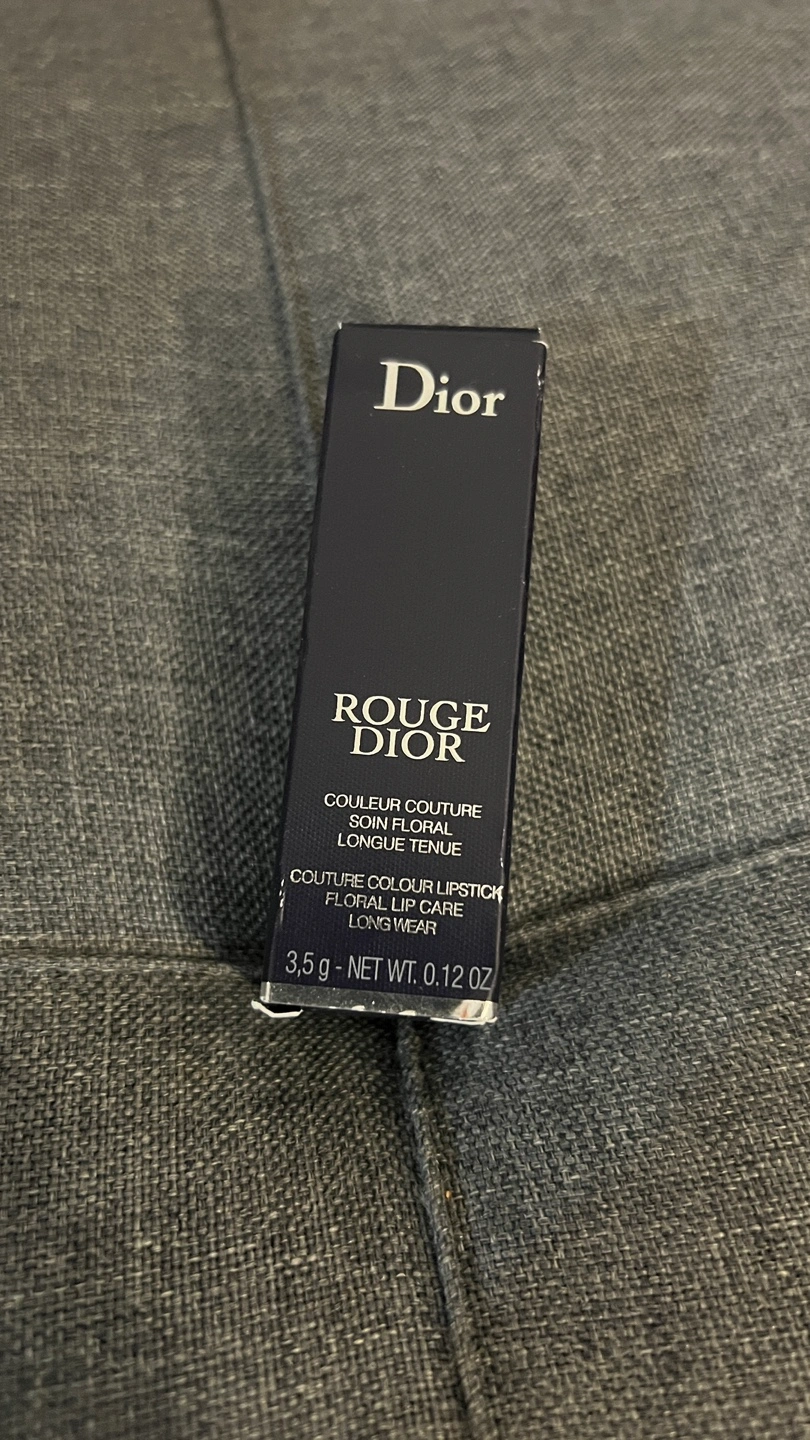 Dior
ROUGE
DIOR
COULEUR COUTURE
SOIN FLORAL
LONGUE TENUE
COUTURE COLOUR LIPSTICK
FLORAL LIP CARE
LONG WEAR
3,5 g - NET WT. 0.12 OZ